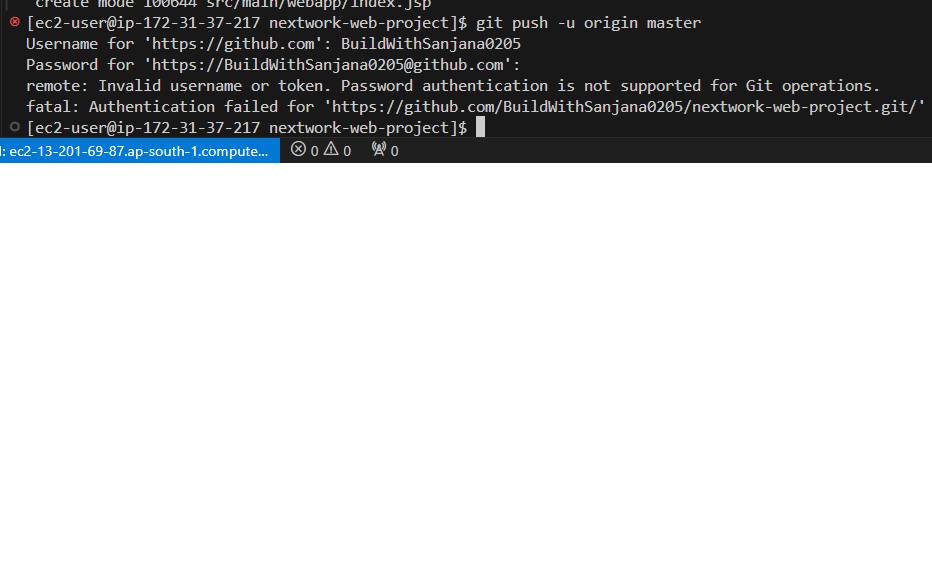 create mode 100644 src/main/webapp/index.jsp
[ec2-user@ip-172-31-37-217 nextwork-web-project]$ git push -u origin master
Username for 'https://github.com': BuildWithSanjana0205
Password for 'https://BuildWithSanjana0205@github.com':
remote: Invalid username or token. Password authentication is not supported for Git operations.
fatal: Authentication failed for 'https://github.com/BuildWithSanjana0205/nextwork-web-project.git/'
[ec2-user@ip-172-31-37-217 nextwork-web-project]$
: ec2-13-201-69-87.ap-south-1.compute... 0 0 0